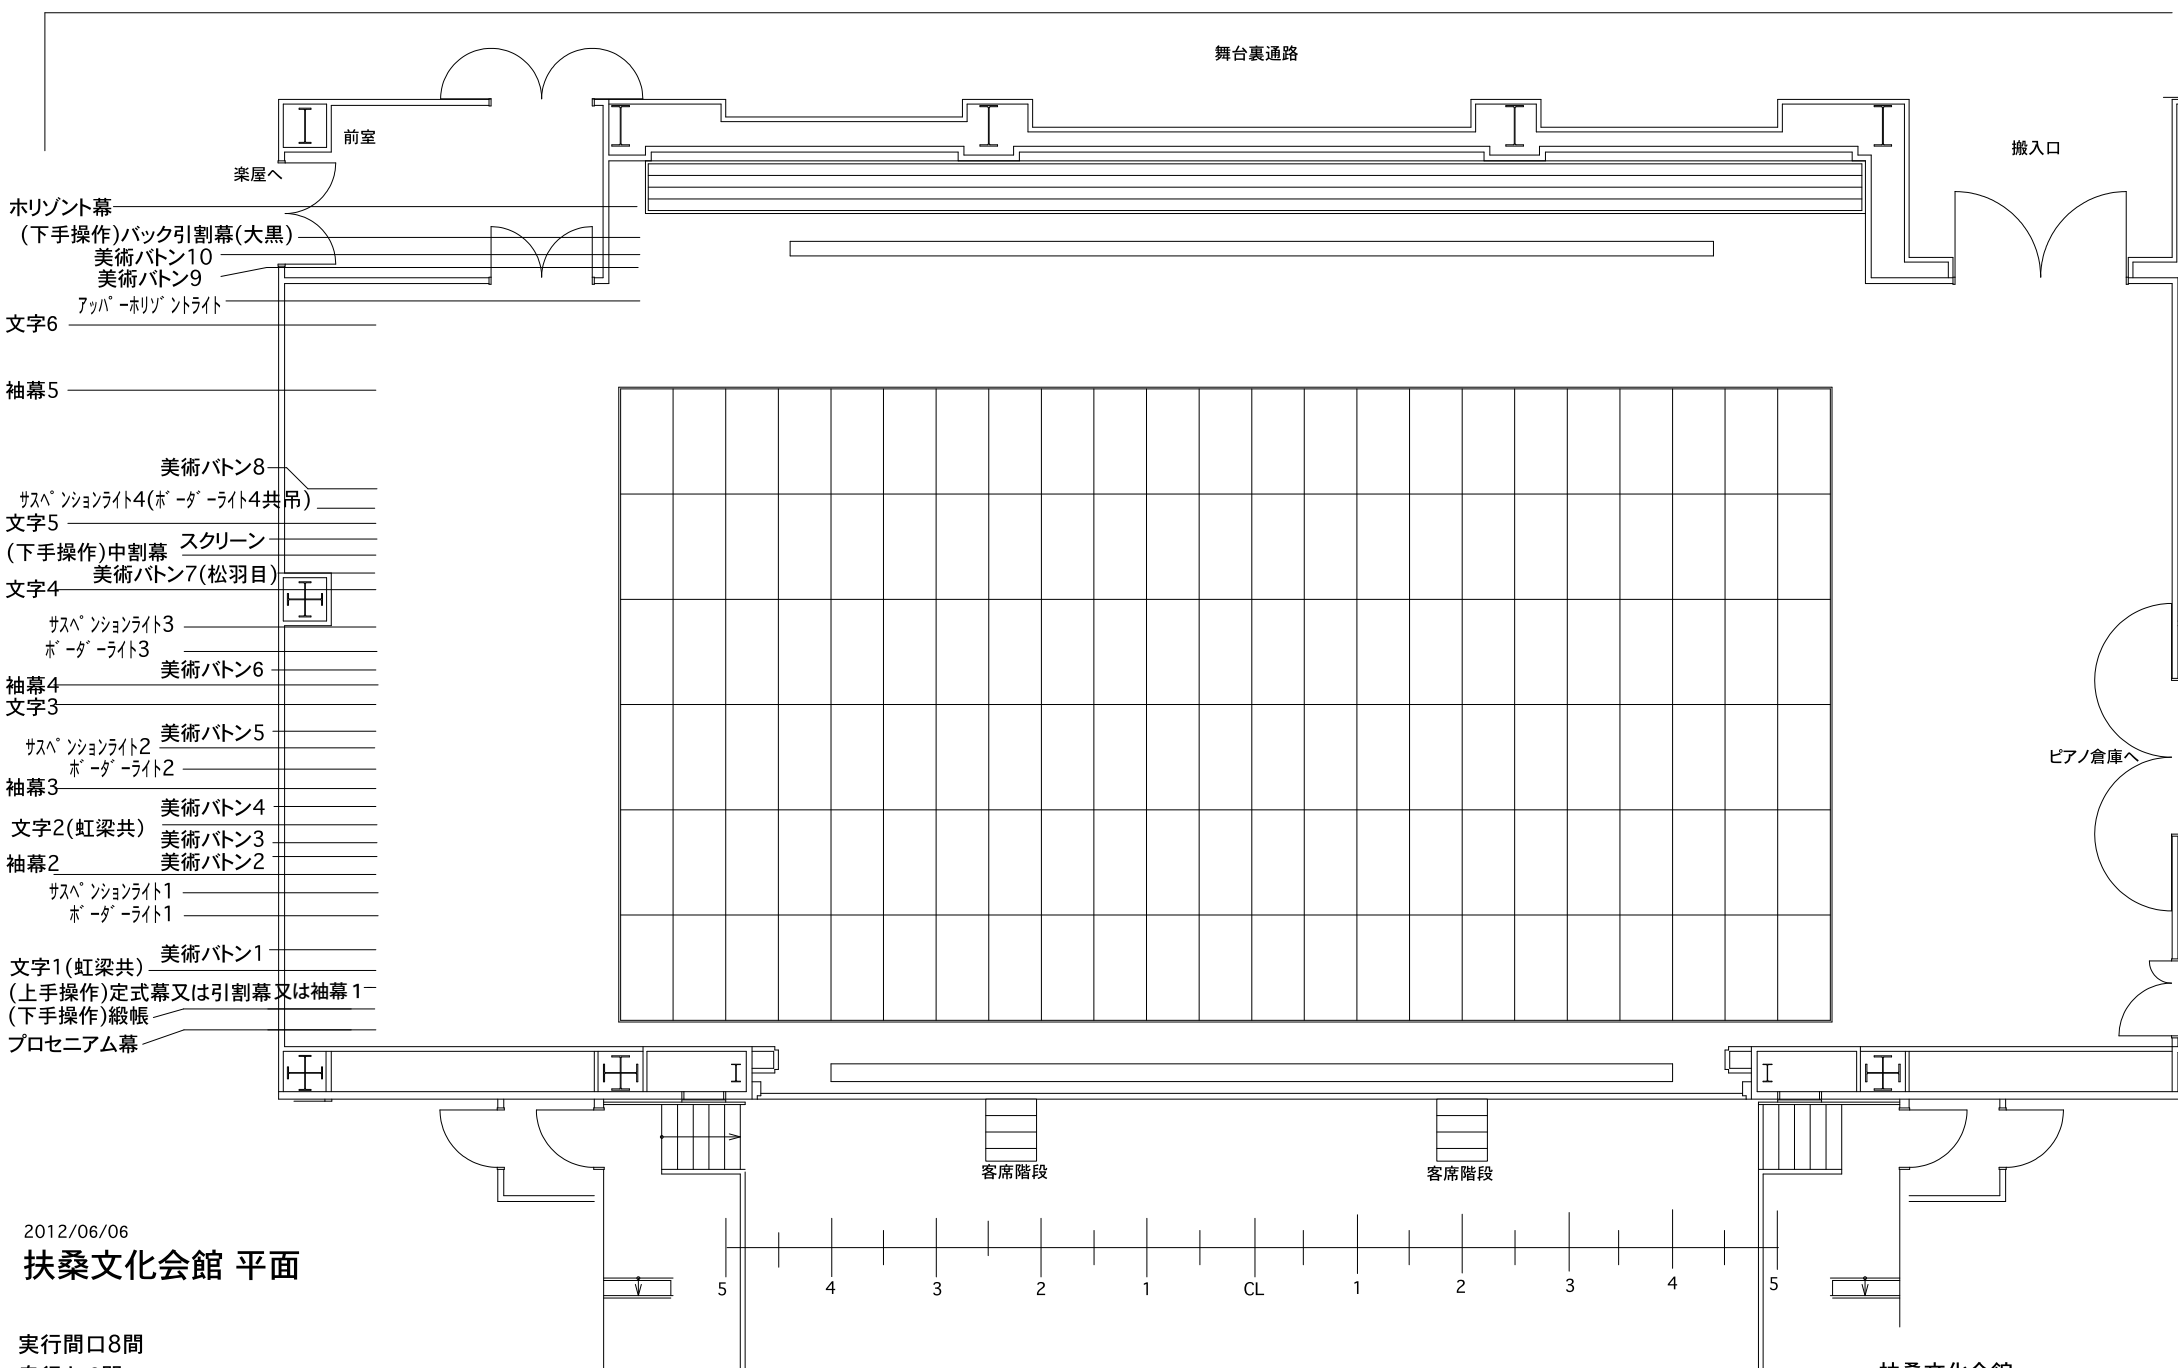 舞台裏通路
前室
搬入口
楽屋へ
ホリゾント幕
(下手操作)バック引割幕(大黒)
美術バトン10
美術バトン9
ｱｯﾊﾟｰﾎﾘｿﾞﾝﾄﾗｲﾄ
文字6
袖幕5
美術バトン8
ｻｽﾍﾟﾝｼｮﾝﾗｲﾄ4(ﾎﾞｰﾀﾞｰﾗｲﾄ4共吊)
文字5
スクリーン
(下手操作)中割幕
美術バトン7(松羽目)
文字4
ｻｽﾍﾟﾝｼｮﾝﾗｲﾄ3
ﾎﾞｰﾀﾞｰﾗｲﾄ3
美術バトン6
袖幕4
文字3
美術バトン5
ｻｽﾍﾟﾝｼｮﾝﾗｲﾄ2
ﾎﾞｰﾀﾞｰﾗｲﾄ2
ピアノ倉庫へ
袖幕3
美術バトン4
文字2(虹梁共)
美術バトン3
美術バトン2
袖幕2
ｻｽﾍﾟﾝｼｮﾝﾗｲﾄ1
ﾎﾞｰﾀﾞｰﾗｲﾄ1
美術バトン1
文字1(虹梁共)
(上手操作)定式幕又は引割幕又は袖幕1
(下手操作)緞帳
プロセニアム幕
客席階段 客席階段
2012/06/06
扶桑文化会館 平面
5 4 3 2 1 CL 1 2 3 4 5
実行間口8間